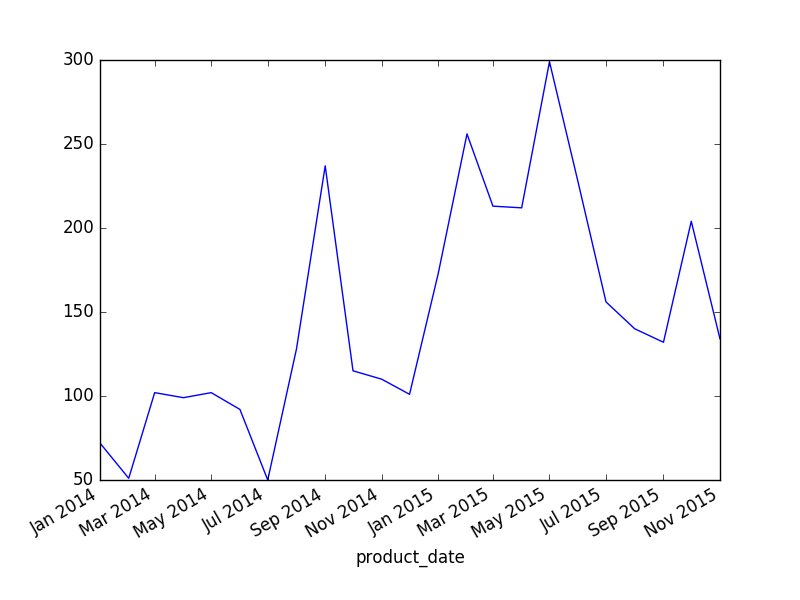 300
250
200
150
100
50
Jan 2014
Mar 2014
May 2014
Jul 2014
Sep 2014
Nov 2014
Jan 2015
Mar 2015
May 2015
Jul 2015
Sep 2015
Nov 2015
product_date